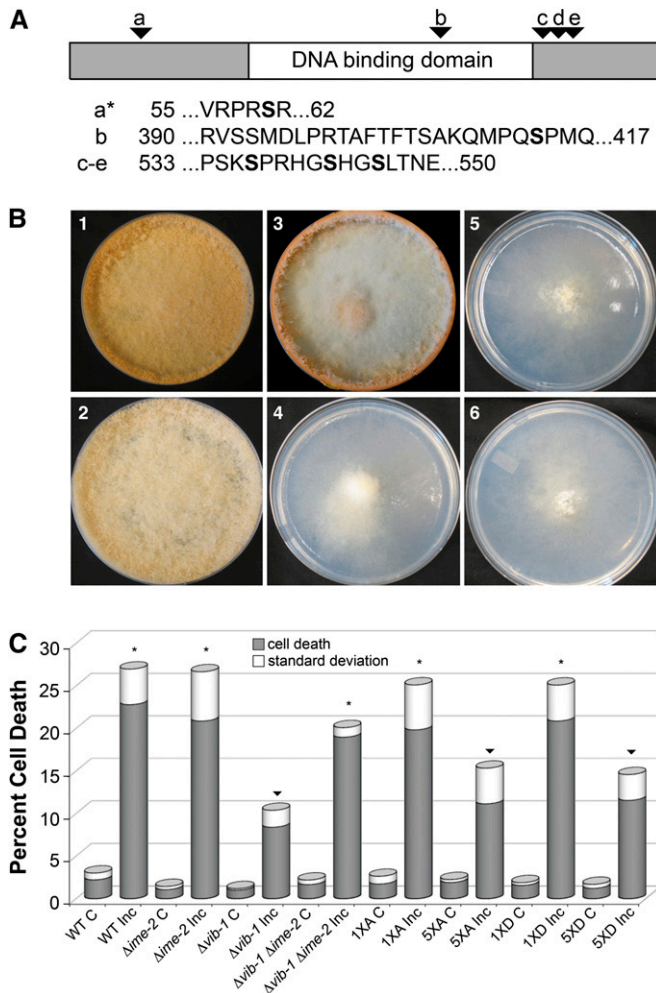 A
a
b
c d e
DNA binding domain
a* 55 ...VRPRSR...62
b 390 ...RVSSMDLPRTAFTFTSAKQMPQSPMQ...417
c-e 533 ...PSKSPRHGSHGSLTNE...550
B
1
3
5
2
4
6
C
Percent Cell Death
30
25
20
15
10
5
0
cell death
standard deviation
*
*
*
*
*
WT C
WT Inc
Δime-2 C
Δime-2 Inc
Δvib-1 C
Δvib-1 Inc
Δvib-1 Δime-2 C
Δvib-1 Δime-2 Inc
1XA C
1XA Inc
5XA C
5XA Inc
1XD C
1XD Inc
5XD C
5XD Inc